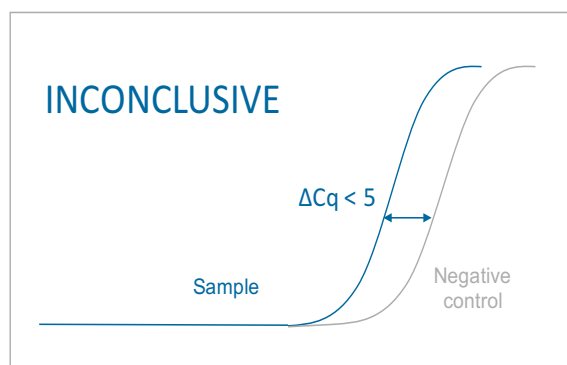 INCONCLUSIVE
ΔCq < 5
Sample
Negative
control